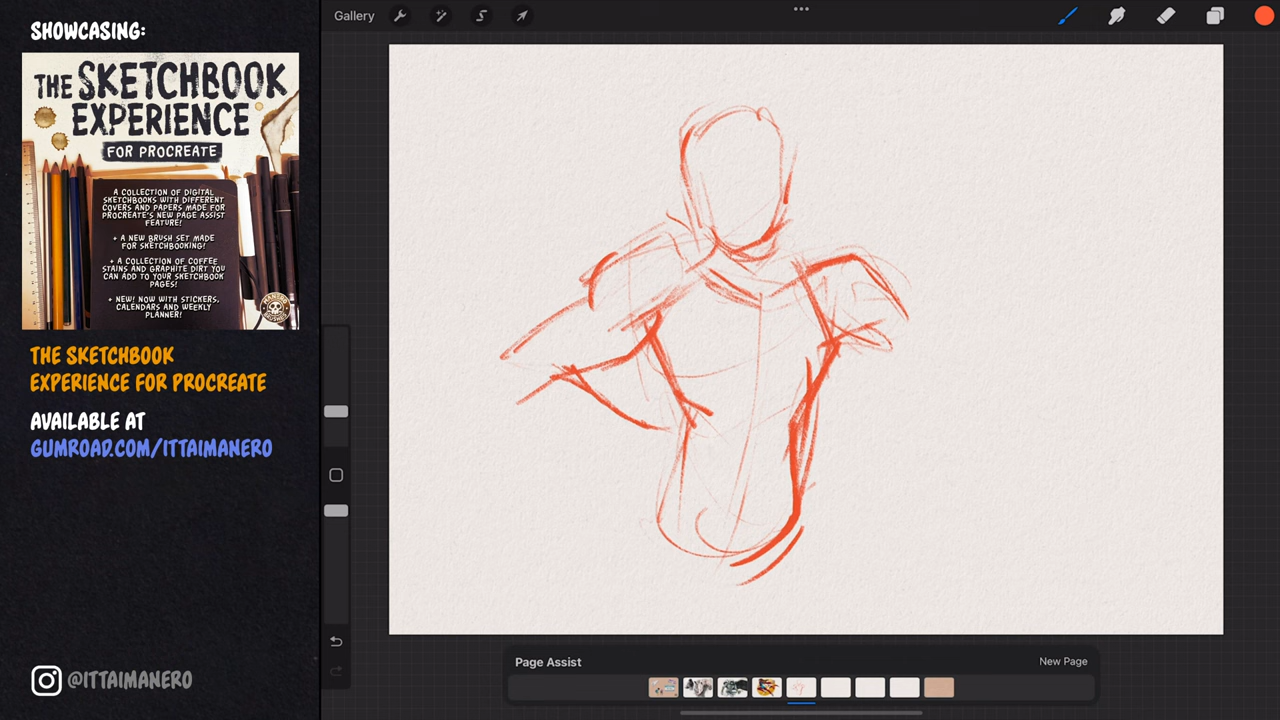 SHOWCASING:
THE SKETCHBOOK
EXPERIENCE
FOR PROCREATE
A COLLECTION OF DIGITAL
SKETCHBOOKS WITH DIFFERENT
COVERS AND PAPERS MADE FOR
PROCREATE'S NEW PAGE ASSIST
FEATURE!
+ A NEW BRUSH SET MADE
FOR SKETCHBOOKING!
+ A COLLECTION OF COFFEE
STAINS AND GRAPHITE DIRT YOU
CAN ADD TO YOUR SKETCHBOOK
PAGES!
+ NEW! NOW WITH STICKERS,
CALENDARS AND WEEKLY
PLANNER!
THE SKETCHBOOK
EXPERIENCE FOR PROCREATE
AVAILABLE AT
GUMROAD.COM/ITTAIMANERO
@ITTAIMANERO
Gallery
Page Assist
New Page